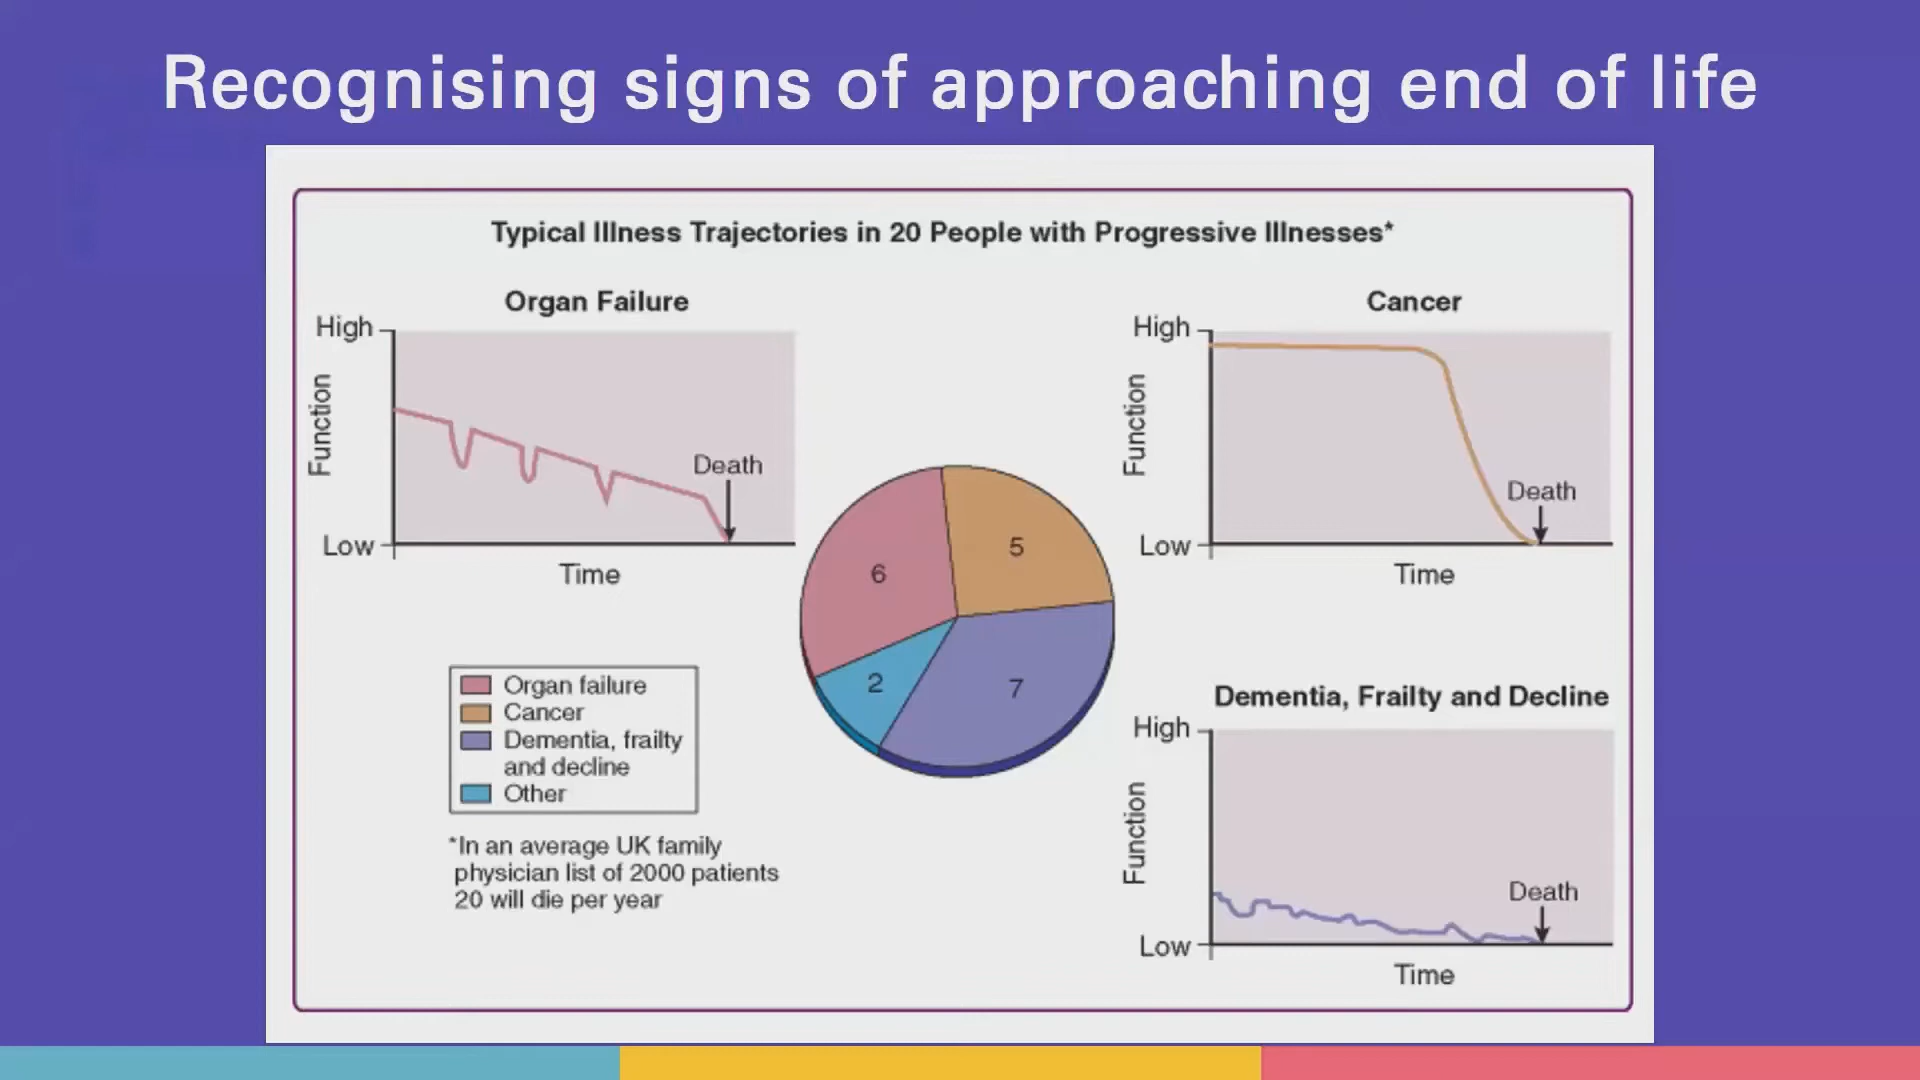 Recognising signs of approaching end of life
Typical Illness Trajectories in 20 People with Progressive Illnesses*
Organ Failure
High
Function
Low
Death
Time
Cancer
High
Function
Low
Death
Time
6
5
2
7
Organ failure
Cancer
Dementia, frailty
and decline
Other
*In an average UK family
physician list of 2000 patients
20 will die per year
Dementia, Frailty and Decline
High
Function
Low
Death
Time